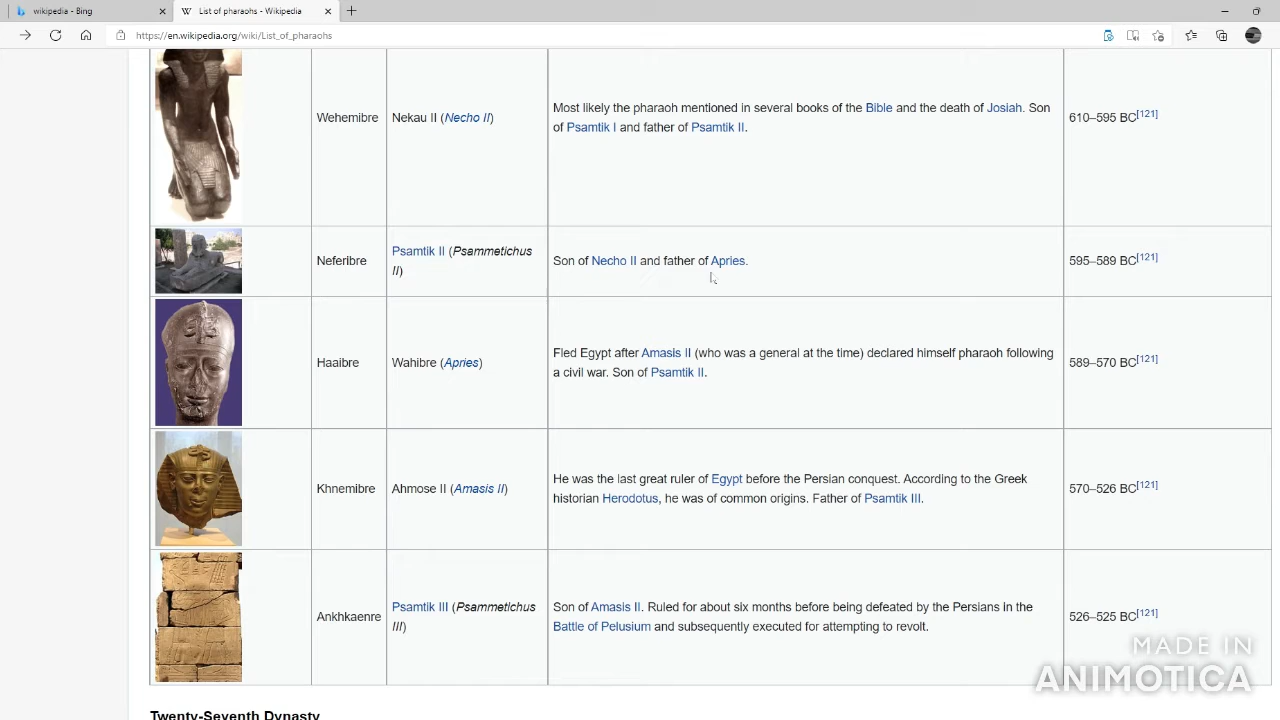 wikipedia - Bing
List of pharaohs - Wikipedia
https://en.wikipedia.org/wiki/List_of_pharaohs
Wehemibre
Nekau II (Necho II)
Most likely the pharaoh mentioned in several books of the Bible and the death of Josiah. Son
of Psamtik I and father of Psamtik II.
610–595 BC[121]
Neferibre
Psamtik II (Psammetichus
II)
Son of Necho II and father of Apries.
595–589 BC[121]
Haaibre
Wahibre (Apries)
Fled Egypt after Amasis II (who was a general at the time) declared himself pharaoh following
a civil war. Son of Psamtik II.
589–570 BC[121]
Khnemibre
Ahmose II (Amasis II)
He was the last great ruler of Egypt before the Persian conquest. According to the Greek
historian Herodotus, he was of common origins. Father of Psamtik III.
570–526 BC[121]
Ankhkaenre
Psamtik III (Psammetichus
III)
Son of Amasis II. Ruled for about six months before being defeated by the Persians in the
Battle of Pelusium and subsequently executed for attempting to revolt.
526–525 BC[121]
MADE IN
ANIMOTICA
Twenty-Seventh Dynasty